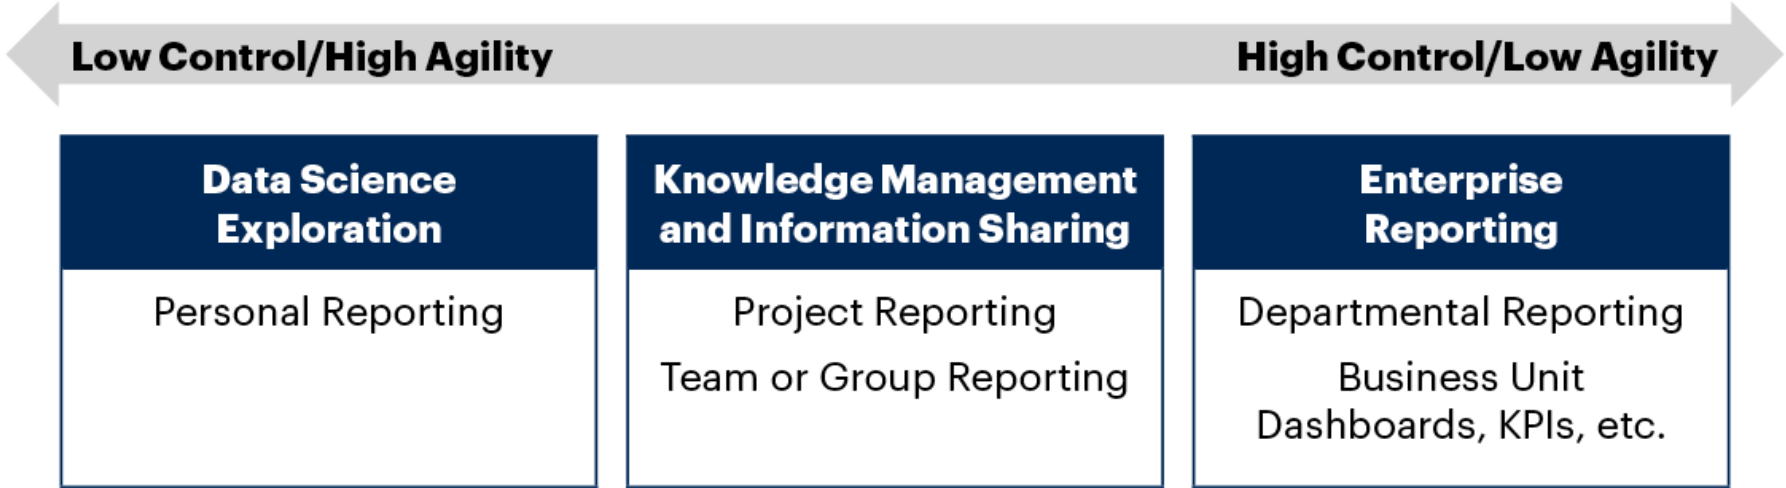 Low Control/High Agility
High Control/Low Agility
Data Science
Exploration
Personal Reporting
Knowledge Management
and Information Sharing
Project Reporting
Team or Group Reporting
Enterprise
Reporting
Departmental Reporting
Business Unit
Dashboards, KPIs, etc.